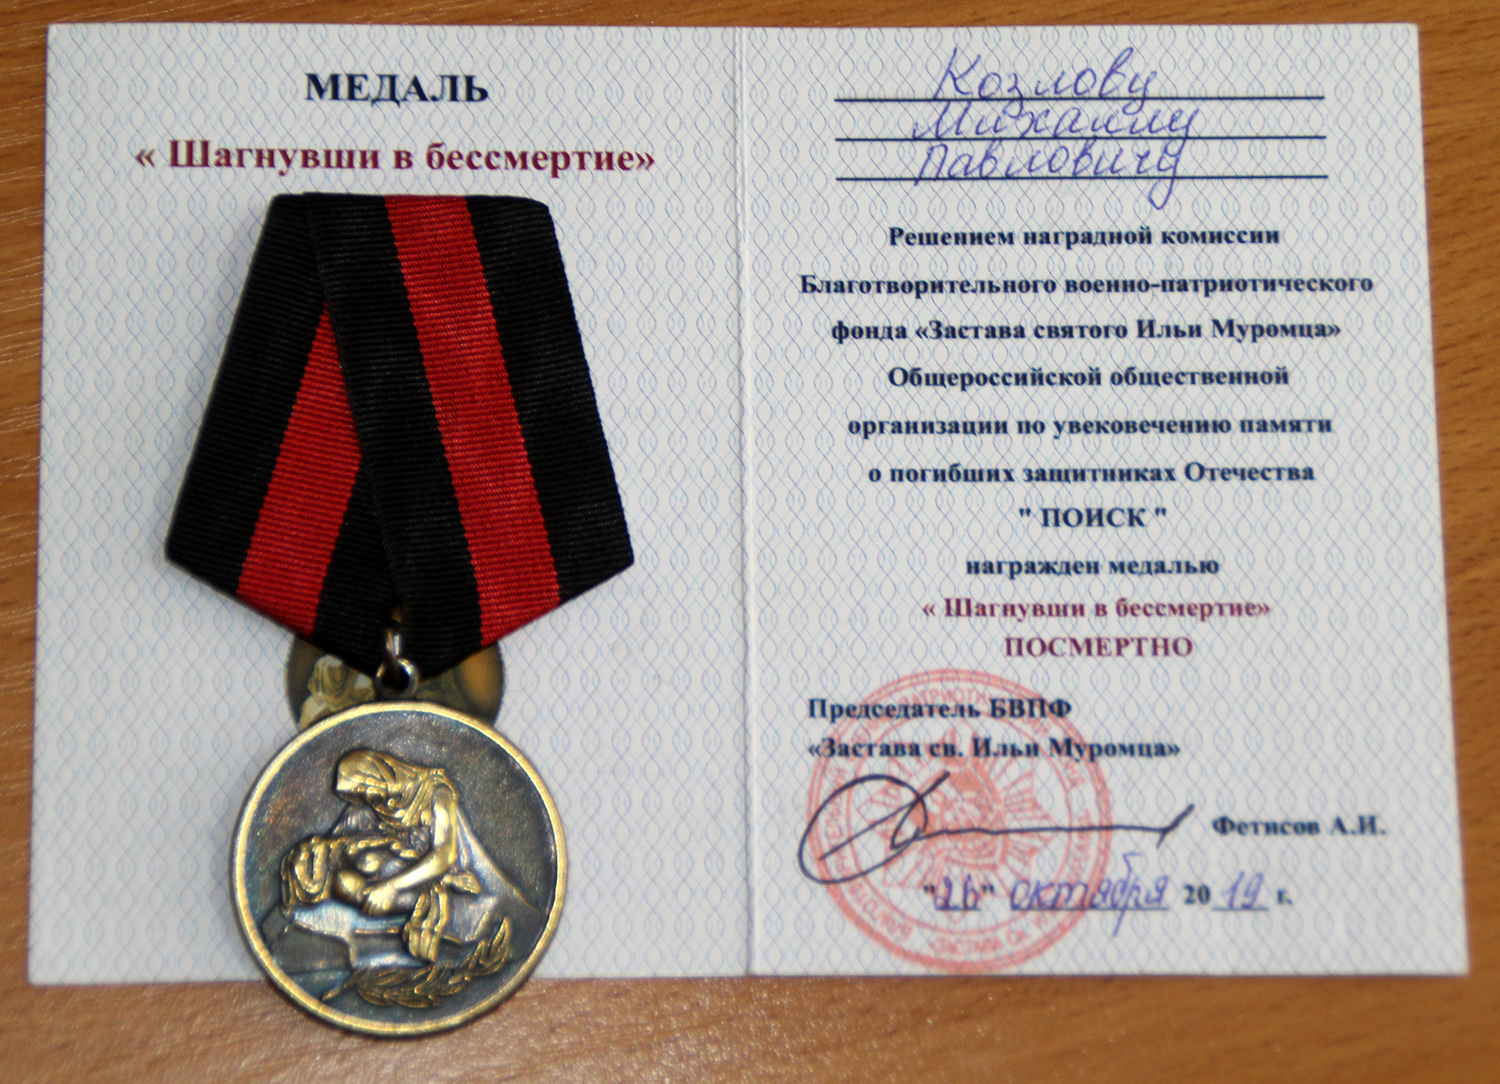 МЕДАЛЬ
« Шагнувши в бессмертие»
Козлову
Михаилу
Павловичу
Решением наградной комиссии
Благотворительного военно-патриотического
фонда «Застава святого Ильи Муромца»
Общероссийской общественной
организации по увековечению памяти
о погибших защитниках Отечества
" ПОИСК "
награжден медалью
« Шагнувши в бессмертие»
ПОСМЕРТНО
Председатель БВПФ
«Застава св. Ильи Муромца»
Фетисов А.И.
"26" октября 2019 г.